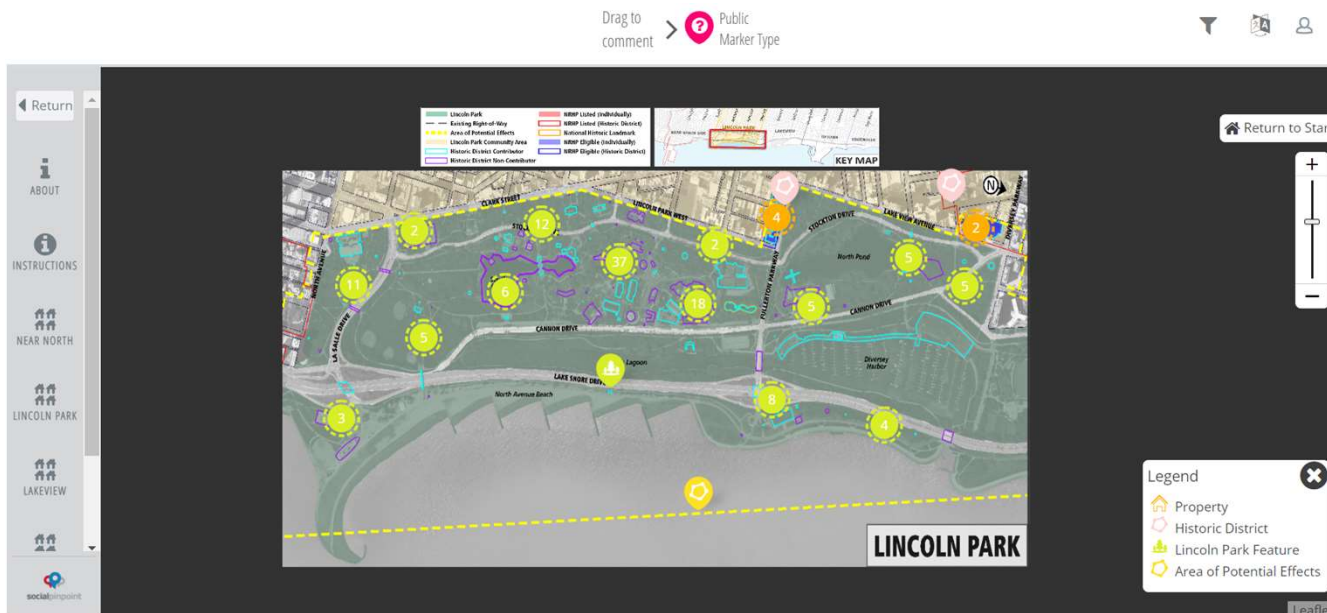 Drag to
comment
Public
Marker Type
Return
ABOUT
INSTRUCTIONS
NEAR NORTH
LINCOLN PARK
LAKEVIEW
socialpinpoint
Lincoln Park
Existing Right-of-Way
Area of Potential Effects
Lincoln Park Community Area
Historic District Contributor
Historic District Non-Contributor
NRHP Listed (Individually)
NRHP Listed (Historic District)
National Historic Landmark
NRHP Eligible (Individually)
NRHP Eligible (Historic District)
LINCOLN PARK
KEY MAP
Return to Star
+
−
N
CLARK STREET
LINCOLN PARK WEST
STOCKTON DRIVE
LAKE VIEW AVENUE
NORTH AVENUE
LA SALLE DRIVE
FULLERTON PARKWAY
North Pond
CANNON DRIVE
CANNON DRIVE
Lagoon
LAKE SHORE DRIVE
North Avenue Beach
Diversey
Harbor
2
12
37
2
4
5
2
11
6
18
5
5
5
3
8
4
LINCOLN PARK
Legend
Property
Historic District
Lincoln Park Feature
Area of Potential Effects
Leafle